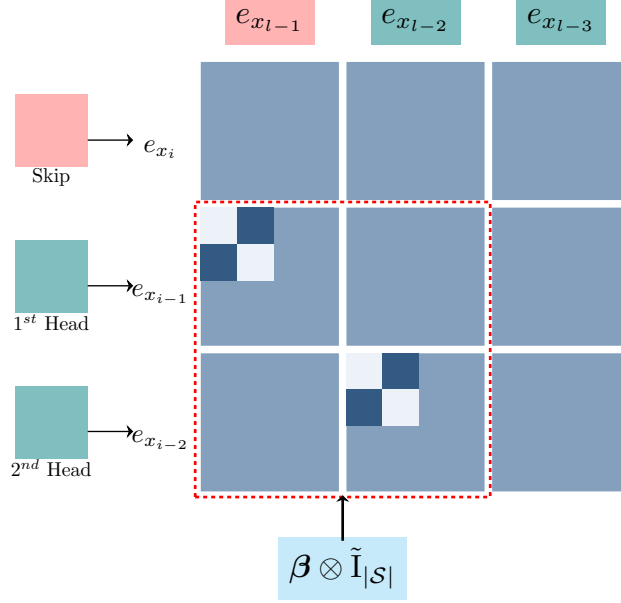 e_{x_{l-1}} e_{x_{l-2}} e_{x_{l-3}}
e_{x_i}
Skip
e_{x_{i-1}}
1^{st} Head
e_{x_{i-2}}
2^{nd} Head
β ⊗ Ĩ_{|𝒮|}